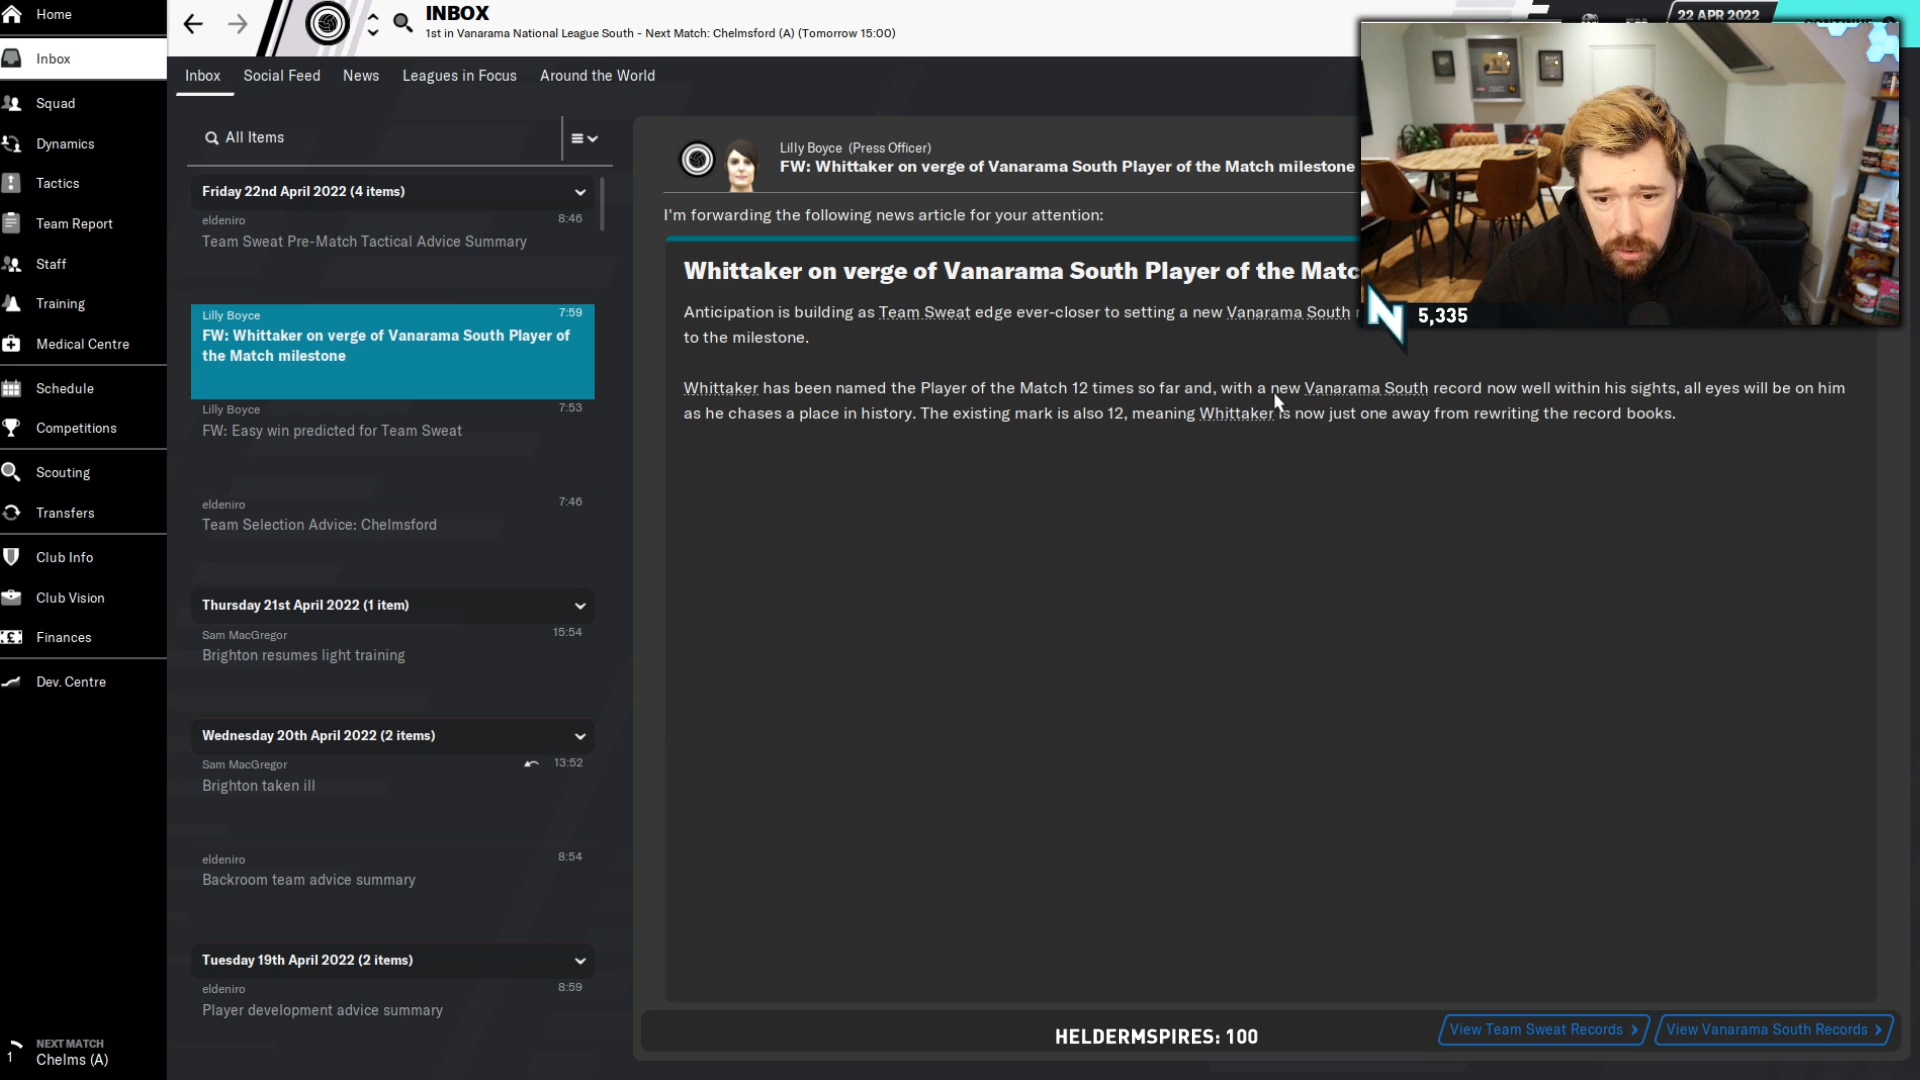 Home
Inbox
Squad
Dynamics
Tactics
Team Report
Staff
Training
Medical Centre
Schedule
Competitions
Scouting
Transfers
Club Info
Club Vision
Finances
Dev. Centre
1
NEXT MATCH
Chelms (A)
INBOX
1st in Vanarama National League South - Next Match: Chelmsford (A) (Tomorrow 15:00)
22 APR 2022
Inbox Social Feed News Leagues in Focus Around the World
All Items
Friday 22nd April 2022 (4 items)
eldeniro 8:46
Team Sweat Pre-Match Tactical Advice Summary
Lilly Boyce 7:59
FW: Whittaker on verge of Vanarama South Player of
the Match milestone
Lilly Boyce 7:53
FW: Easy win predicted for Team Sweat
eldeniro 7:46
Team Selection Advice: Chelmsford
Thursday 21st April 2022 (1 item)
Sam MacGregor 15:54
Brighton resumes light training
Wednesday 20th April 2022 (2 items)
Sam MacGregor 13:52
Brighton taken ill
eldeniro 8:54
Backroom team advice summary
Tuesday 19th April 2022 (2 items)
eldeniro 8:59
Player development advice summary
Lilly Boyce (Press Officer)
FW: Whittaker on verge of Vanarama South Player of the Match milestone
I'm forwarding the following news article for your attention:
Whittaker on verge of Vanarama South Player of the Matc
Anticipation is building as Team Sweat edge ever-closer to setting a new Vanarama South
to the milestone.
Whittaker has been named the Player of the Match 12 times so far and, with a new Vanarama South record now well within his sights, all eyes will be on him
as he chases a place in history. The existing mark is also 12, meaning Whittaker is now just one away from rewriting the record books.
N 5,335
HELDERMSPIRES: 100
View Team Sweat Records
View Vanarama South Records